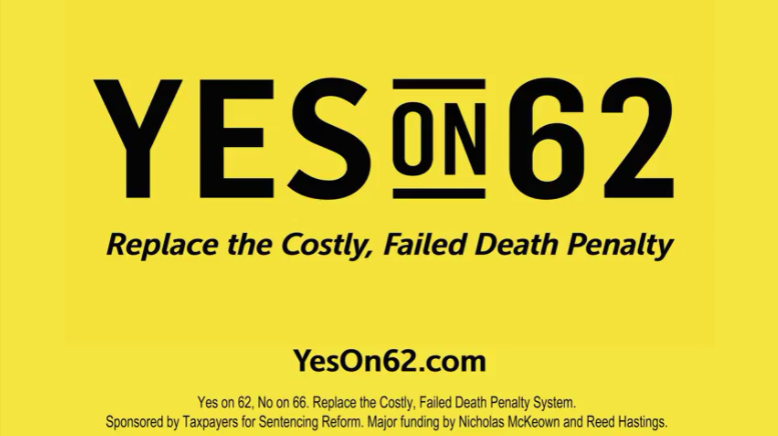 YES ON 62
Replace the Costly, Failed Death Penalty
YesOn62.com
Yes on 62, No on 66. Replace the Costly, Failed Death Penalty System.
Sponsored by Taxpayers for Sentencing Reform. Major funding by Nicholas McKeown and Reed Hastings.